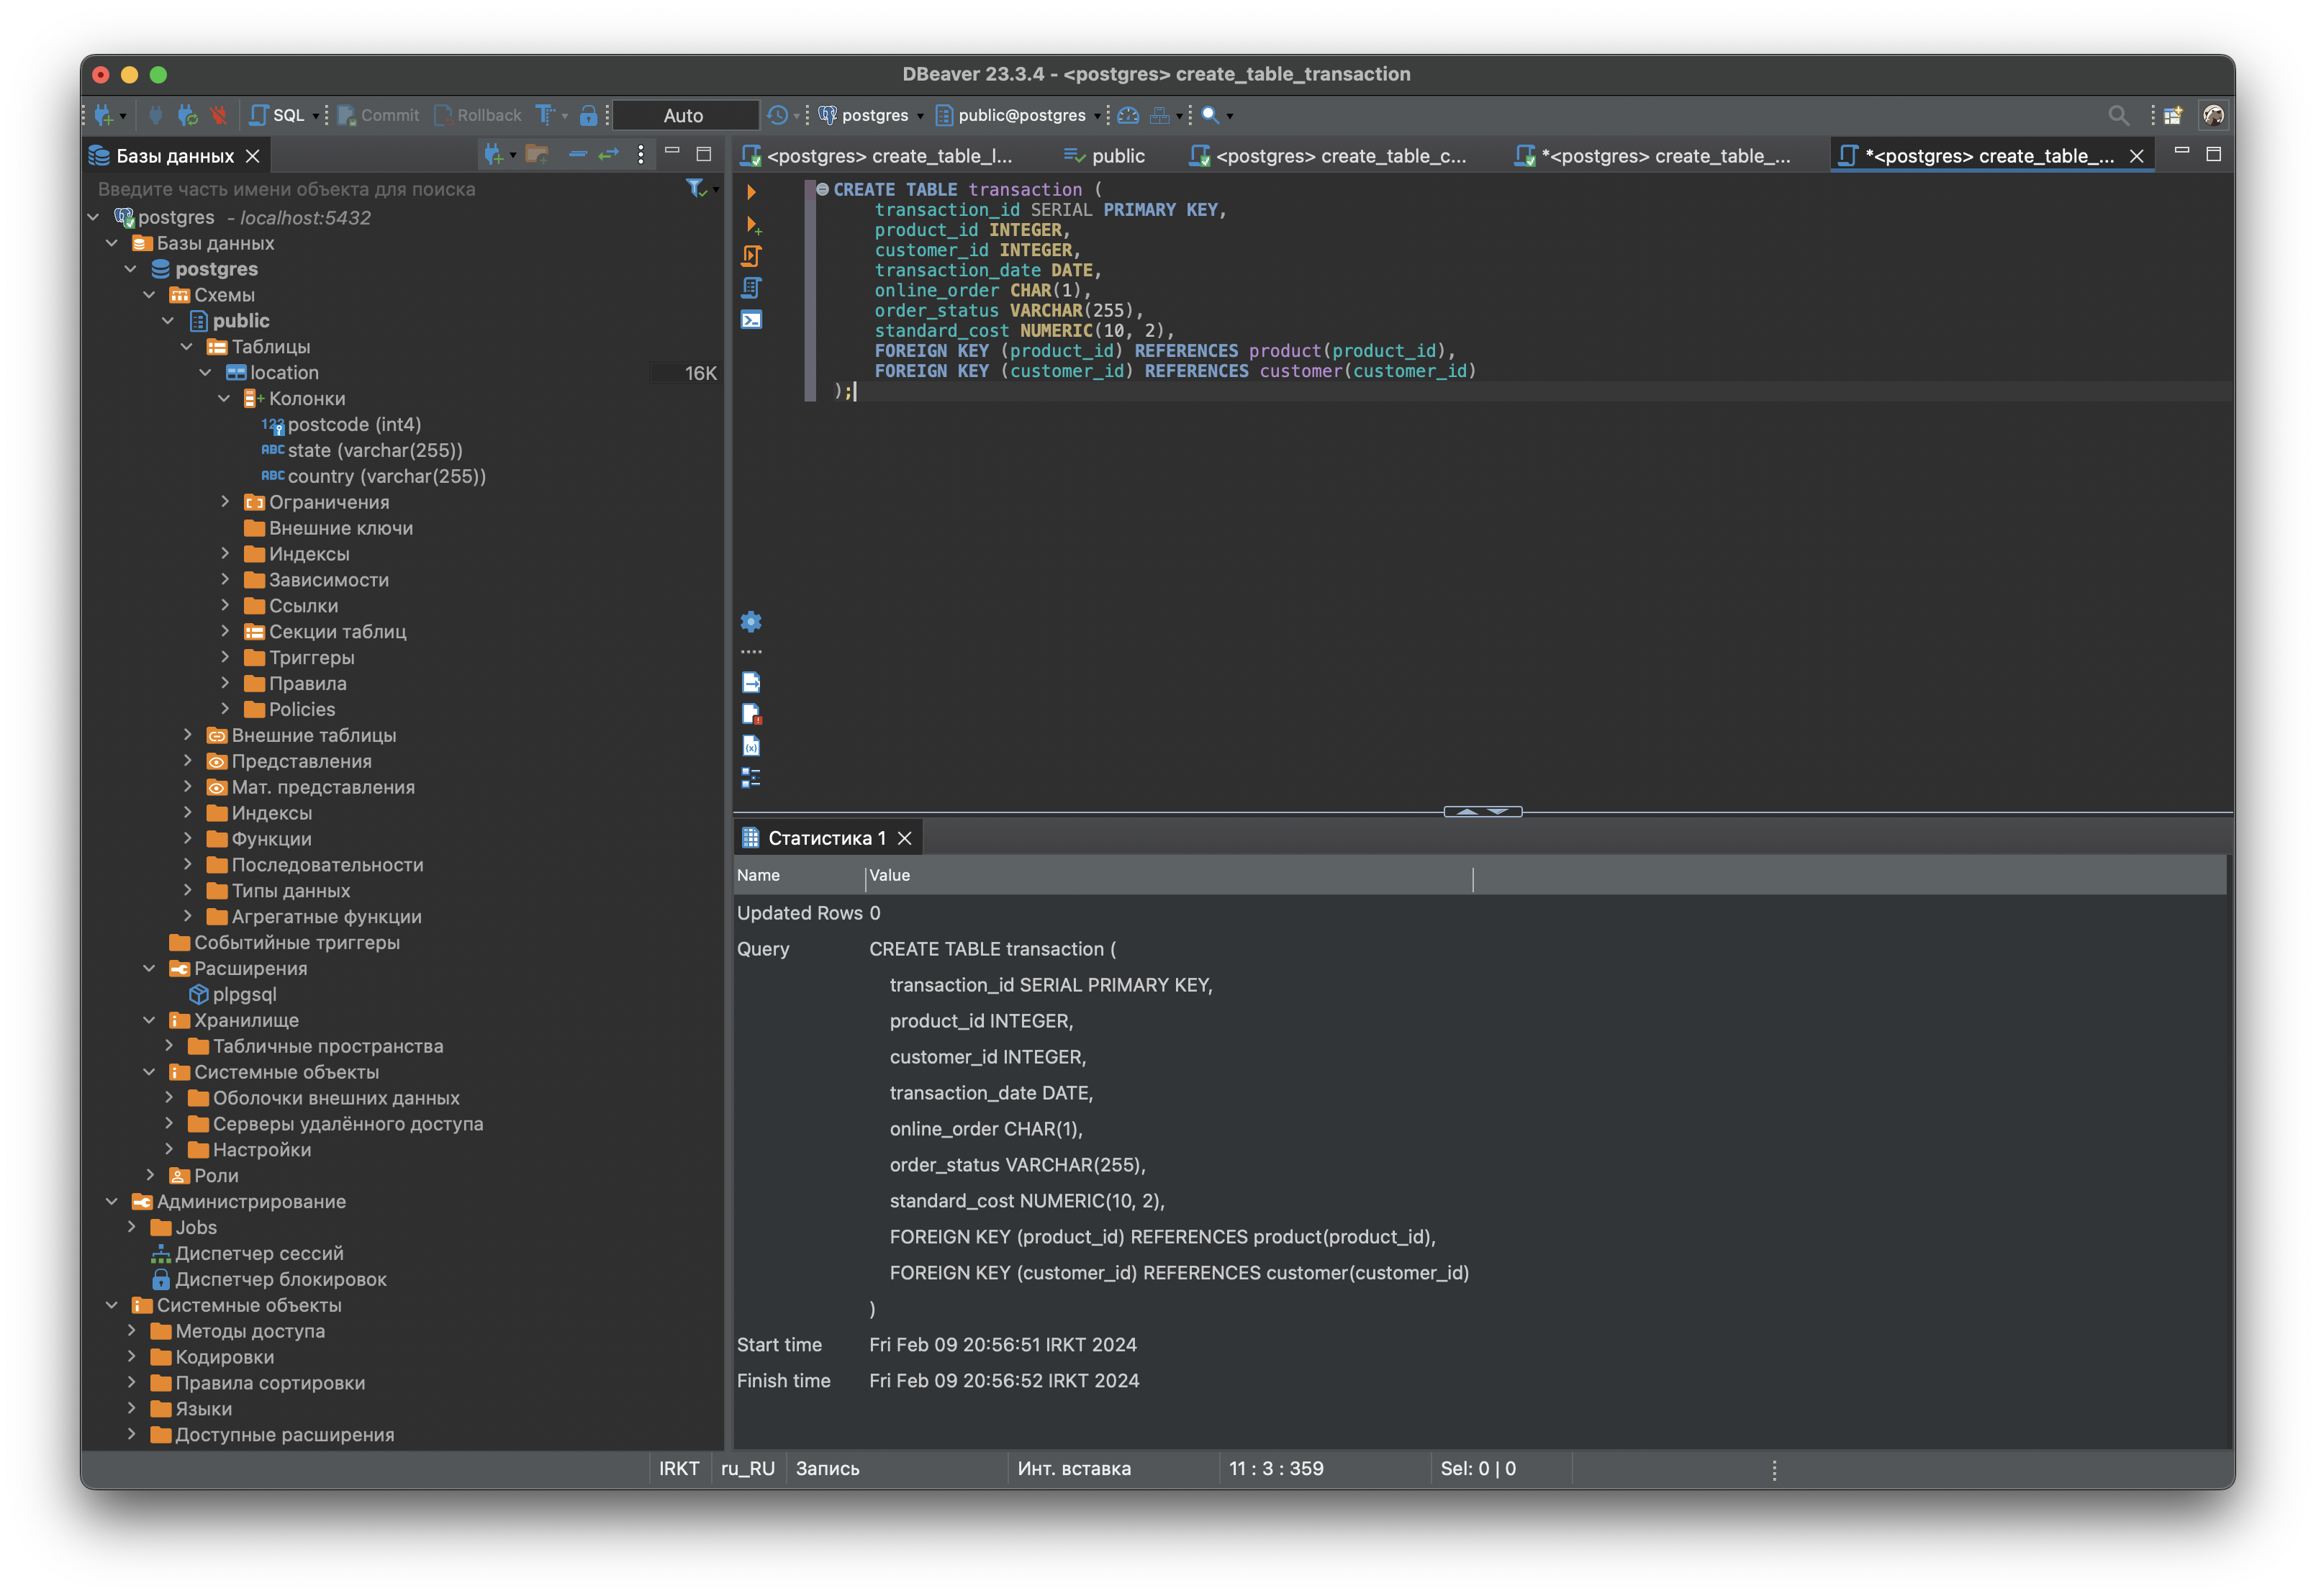 DBeaver 23.3.4 - <postgres> create_table_transaction
SQL Commit Rollback Auto postgres public@postgres
Базы данных
<postgres> create_table_l... public <postgres> create_table_c... *<postgres> create_table_... *<postgres> create_table_...
Введите часть имени объекта для поиска
postgres - localhost:5432
Базы данных
postgres
Схемы
public
Таблицы
location 16K
Колонки
123 postcode (int4)
ABC state (varchar(255))
ABC country (varchar(255))
Ограничения
Внешние ключи
Индексы
Зависимости
Ссылки
Секции таблиц
Триггеры
Правила
Policies
Внешние таблицы
Представления
Мат. представления
Индексы
Функции
Последовательности
Типы данных
Агрегатные функции
Событийные триггеры
Расширения
plpgsql
Хранилище
Табличные пространства
Системные объекты
Оболочки внешних данных
Серверы удалённого доступа
Настройки
Роли
Администрирование
Jobs
Диспетчер сессий
Диспетчер блокировок
Системные объекты
Методы доступа
Кодировки
Правила сортировки
Языки
Доступные расширения
CREATE TABLE transaction (
transaction_id SERIAL PRIMARY KEY,
product_id INTEGER,
customer_id INTEGER,
transaction_date DATE,
online_order CHAR(1),
order_status VARCHAR(255),
standard_cost NUMERIC(10, 2),
FOREIGN KEY (product_id) REFERENCES product(product_id),
FOREIGN KEY (customer_id) REFERENCES customer(customer_id)
);
Статистика 1
Name Value
Updated Rows 0
Query CREATE TABLE transaction (
transaction_id SERIAL PRIMARY KEY,
product_id INTEGER,
customer_id INTEGER,
transaction_date DATE,
online_order CHAR(1),
order_status VARCHAR(255),
standard_cost NUMERIC(10, 2),
FOREIGN KEY (product_id) REFERENCES product(product_id),
FOREIGN KEY (customer_id) REFERENCES customer(customer_id)
)
Start time Fri Feb 09 20:56:51 IRKT 2024
Finish time Fri Feb 09 20:56:52 IRKT 2024
IRKT ru_RU Запись Инт. вставка 11 : 3 : 359 Sel: 0 | 0